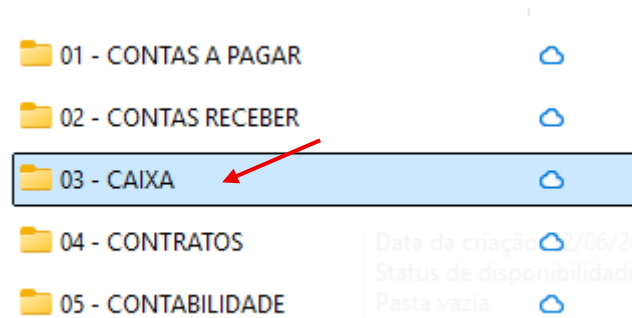 01 - CONTAS A PAGAR
02 - CONTAS RECEBER
03 - CAIXA
04 - CONTRATOS
Data da criação
Status de disponibilidade
05 - CONTABILIDADE
Pasta vazia